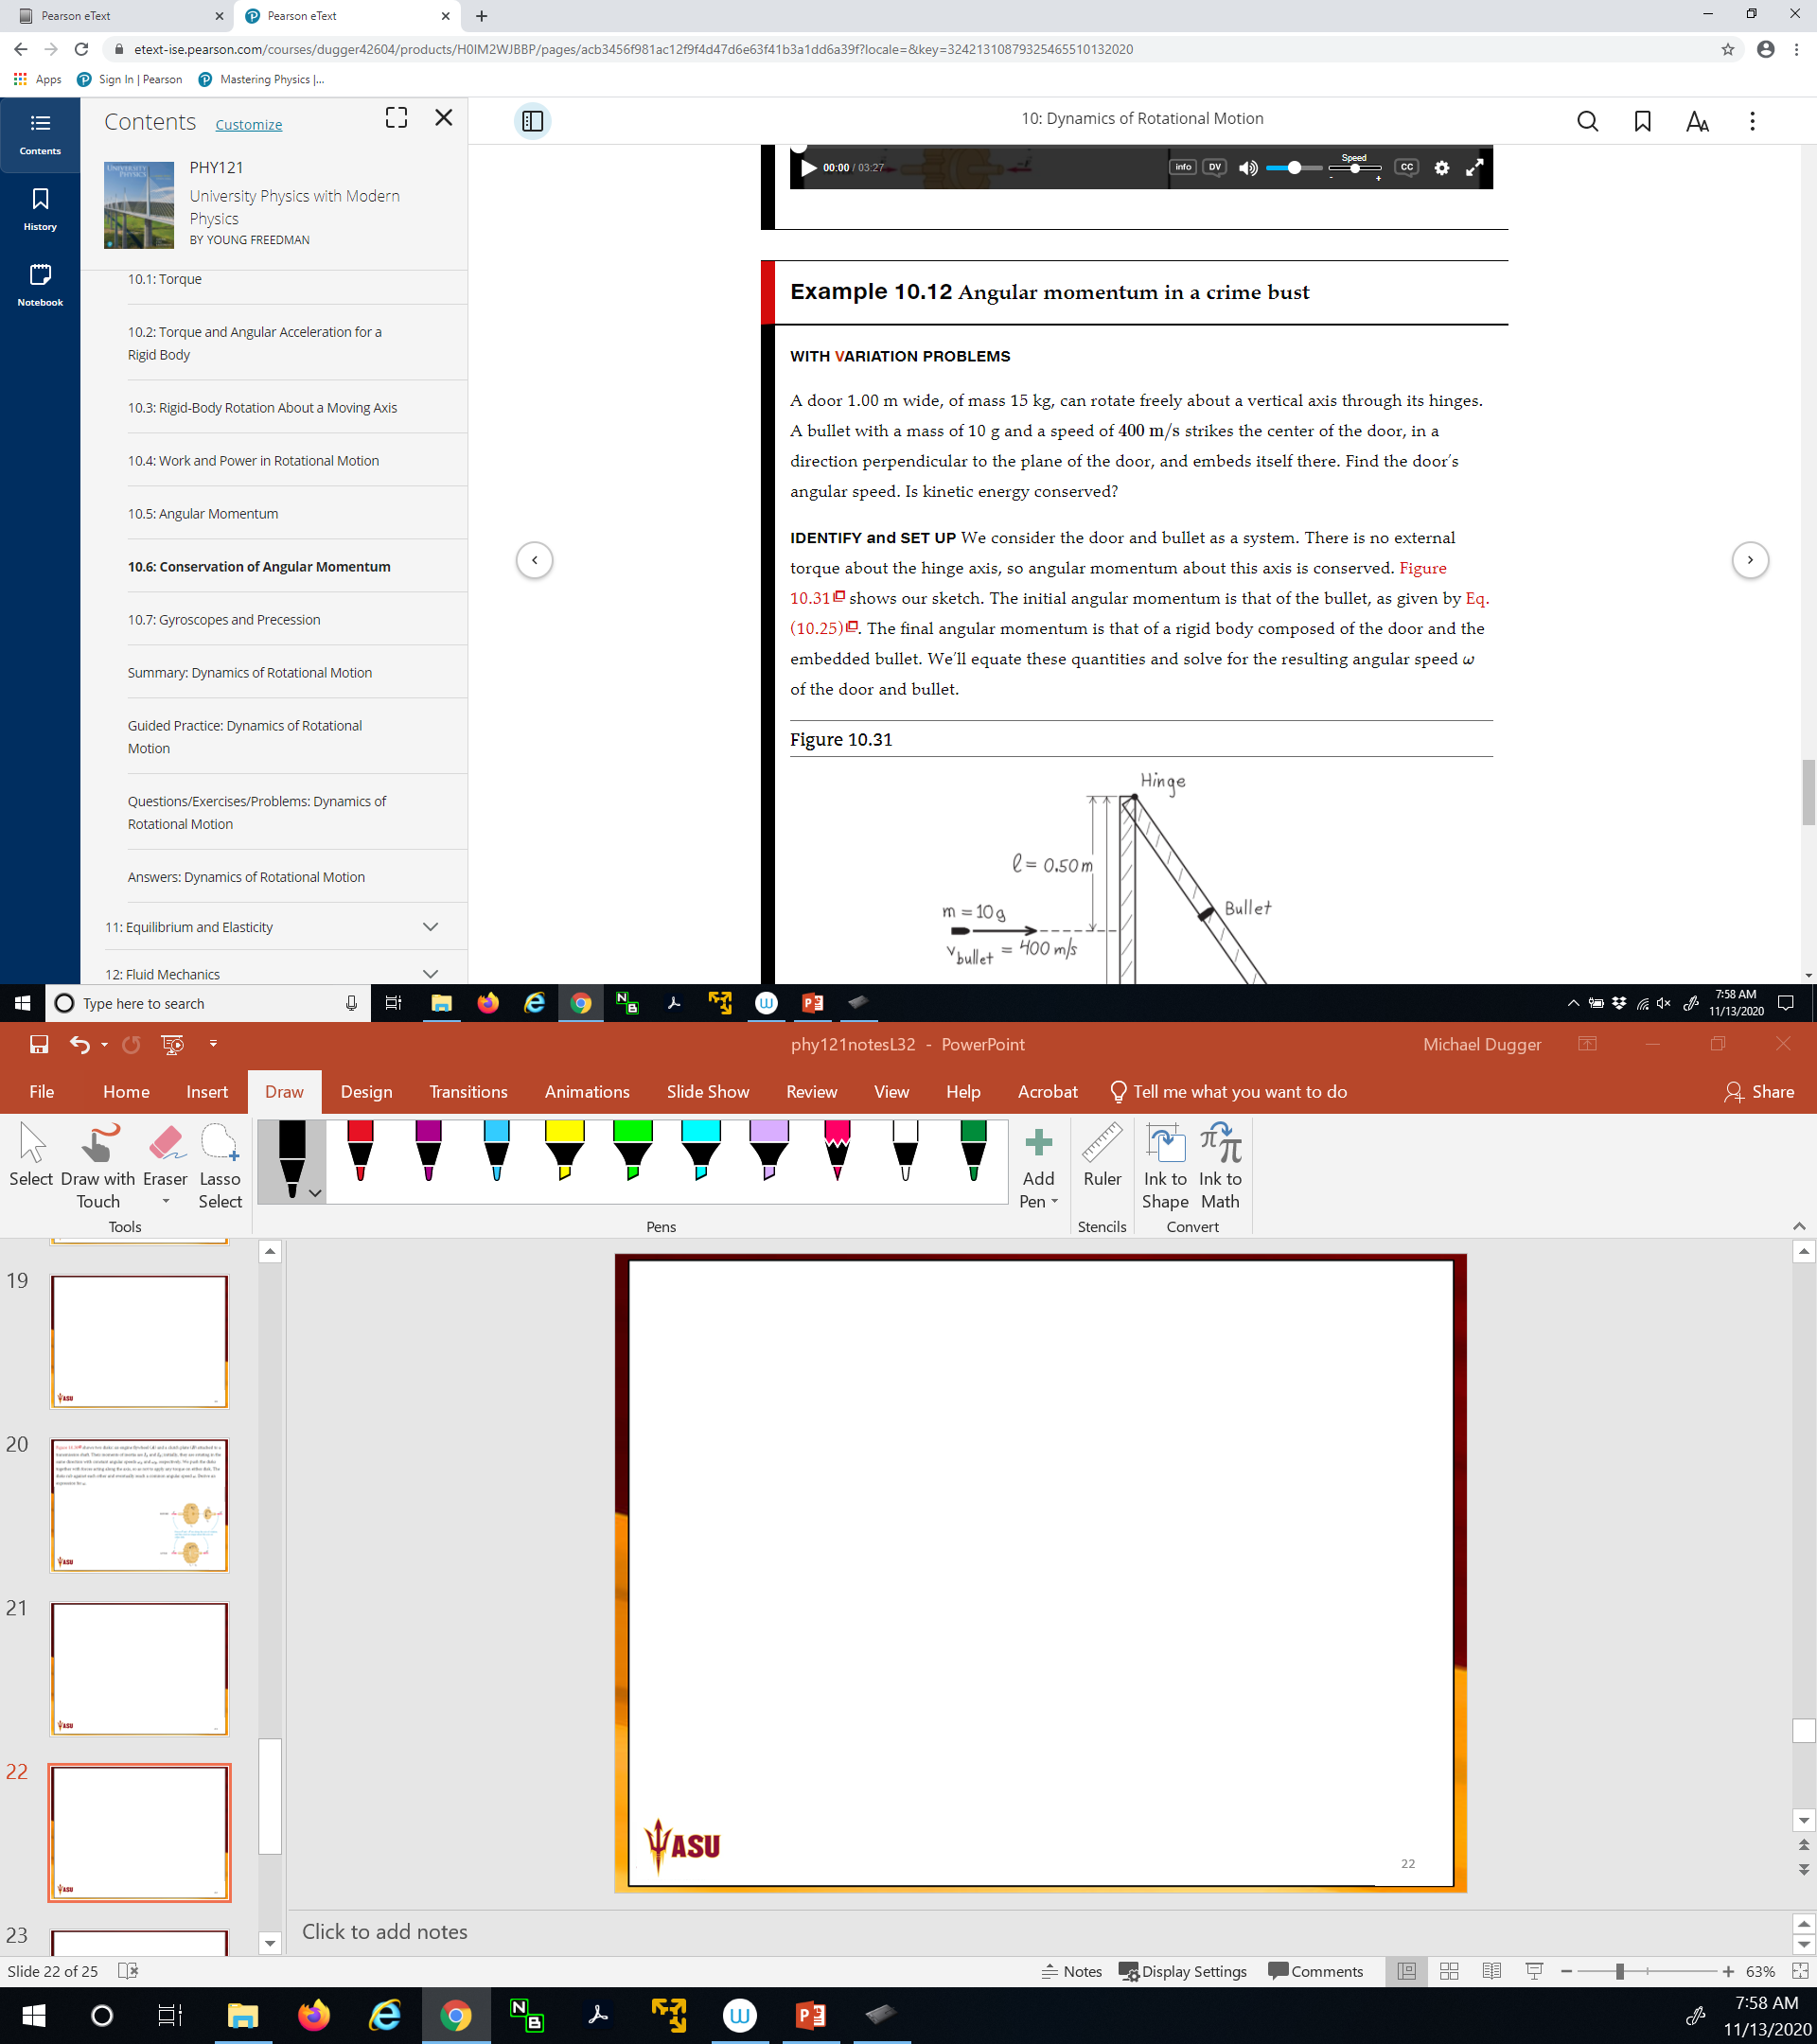 Pearson eText
Pearson eText
etext-ise.pearson.com/courses/dugger42604/products/H0IM2WJBBP/pages/acb3456f981ac12f9f4d47d6e63f41b3a1dd6a39f?locale=&key=32421310879325465510132020
Apps Sign In | Pearson Mastering Physics |...
Contents
History
Notebook
Contents Customize
PHY121
University Physics with Modern
Physics
BY YOUNG FREEDMAN
10.1: Torque
10.2: Torque and Angular Acceleration for a
Rigid Body
10.3: Rigid-Body Rotation About a Moving Axis
10.4: Work and Power in Rotational Motion
10.5: Angular Momentum
10.6: Conservation of Angular Momentum
10.7: Gyroscopes and Precession
Summary: Dynamics of Rotational Motion
Guided Practice: Dynamics of Rotational
Motion
Questions/Exercises/Problems: Dynamics of
Rotational Motion
Answers: Dynamics of Rotational Motion
11: Equilibrium and Elasticity
12: Fluid Mechanics
10: Dynamics of Rotational Motion
00:00 / 03:27 info DV Speed - + CC
Example 10.12 Angular momentum in a crime bust
WITH VARIATION PROBLEMS
A door 1.00 m wide, of mass 15 kg, can rotate freely about a vertical axis through its hinges.
A bullet with a mass of 10 g and a speed of 400 m/s strikes the center of the door, in a
direction perpendicular to the plane of the door, and embeds itself there. Find the door's
angular speed. Is kinetic energy conserved?
IDENTIFY and SET UP We consider the door and bullet as a system. There is no external
torque about the hinge axis, so angular momentum about this axis is conserved. Figure
10.31 shows our sketch. The initial angular momentum is that of the bullet, as given by Eq.
(10.25). The final angular momentum is that of a rigid body composed of the door and the
embedded bullet. We'll equate these quantities and solve for the resulting angular speed ω
of the door and bullet.
Figure 10.31
Hinge
ℓ = 0.50 m
m = 10 g
Bullet
v bullet = 400 m/s
Type here to search
7:58 AM
11/13/2020
phy121notesL32 - PowerPoint
Michael Dugger
File Home Insert Draw Design Transitions Animations Slide Show Review View Help Acrobat Tell me what you want to do Share
Select Draw with Touch Eraser Lasso Select
Tools
Pens
Add Pen
Ruler
Stencils
Ink to Shape Ink to Math
Convert
19
20
21
22
23
ASU
22
Click to add notes
Slide 22 of 25
Notes Display Settings Comments 63%
7:58 AM
11/13/2020